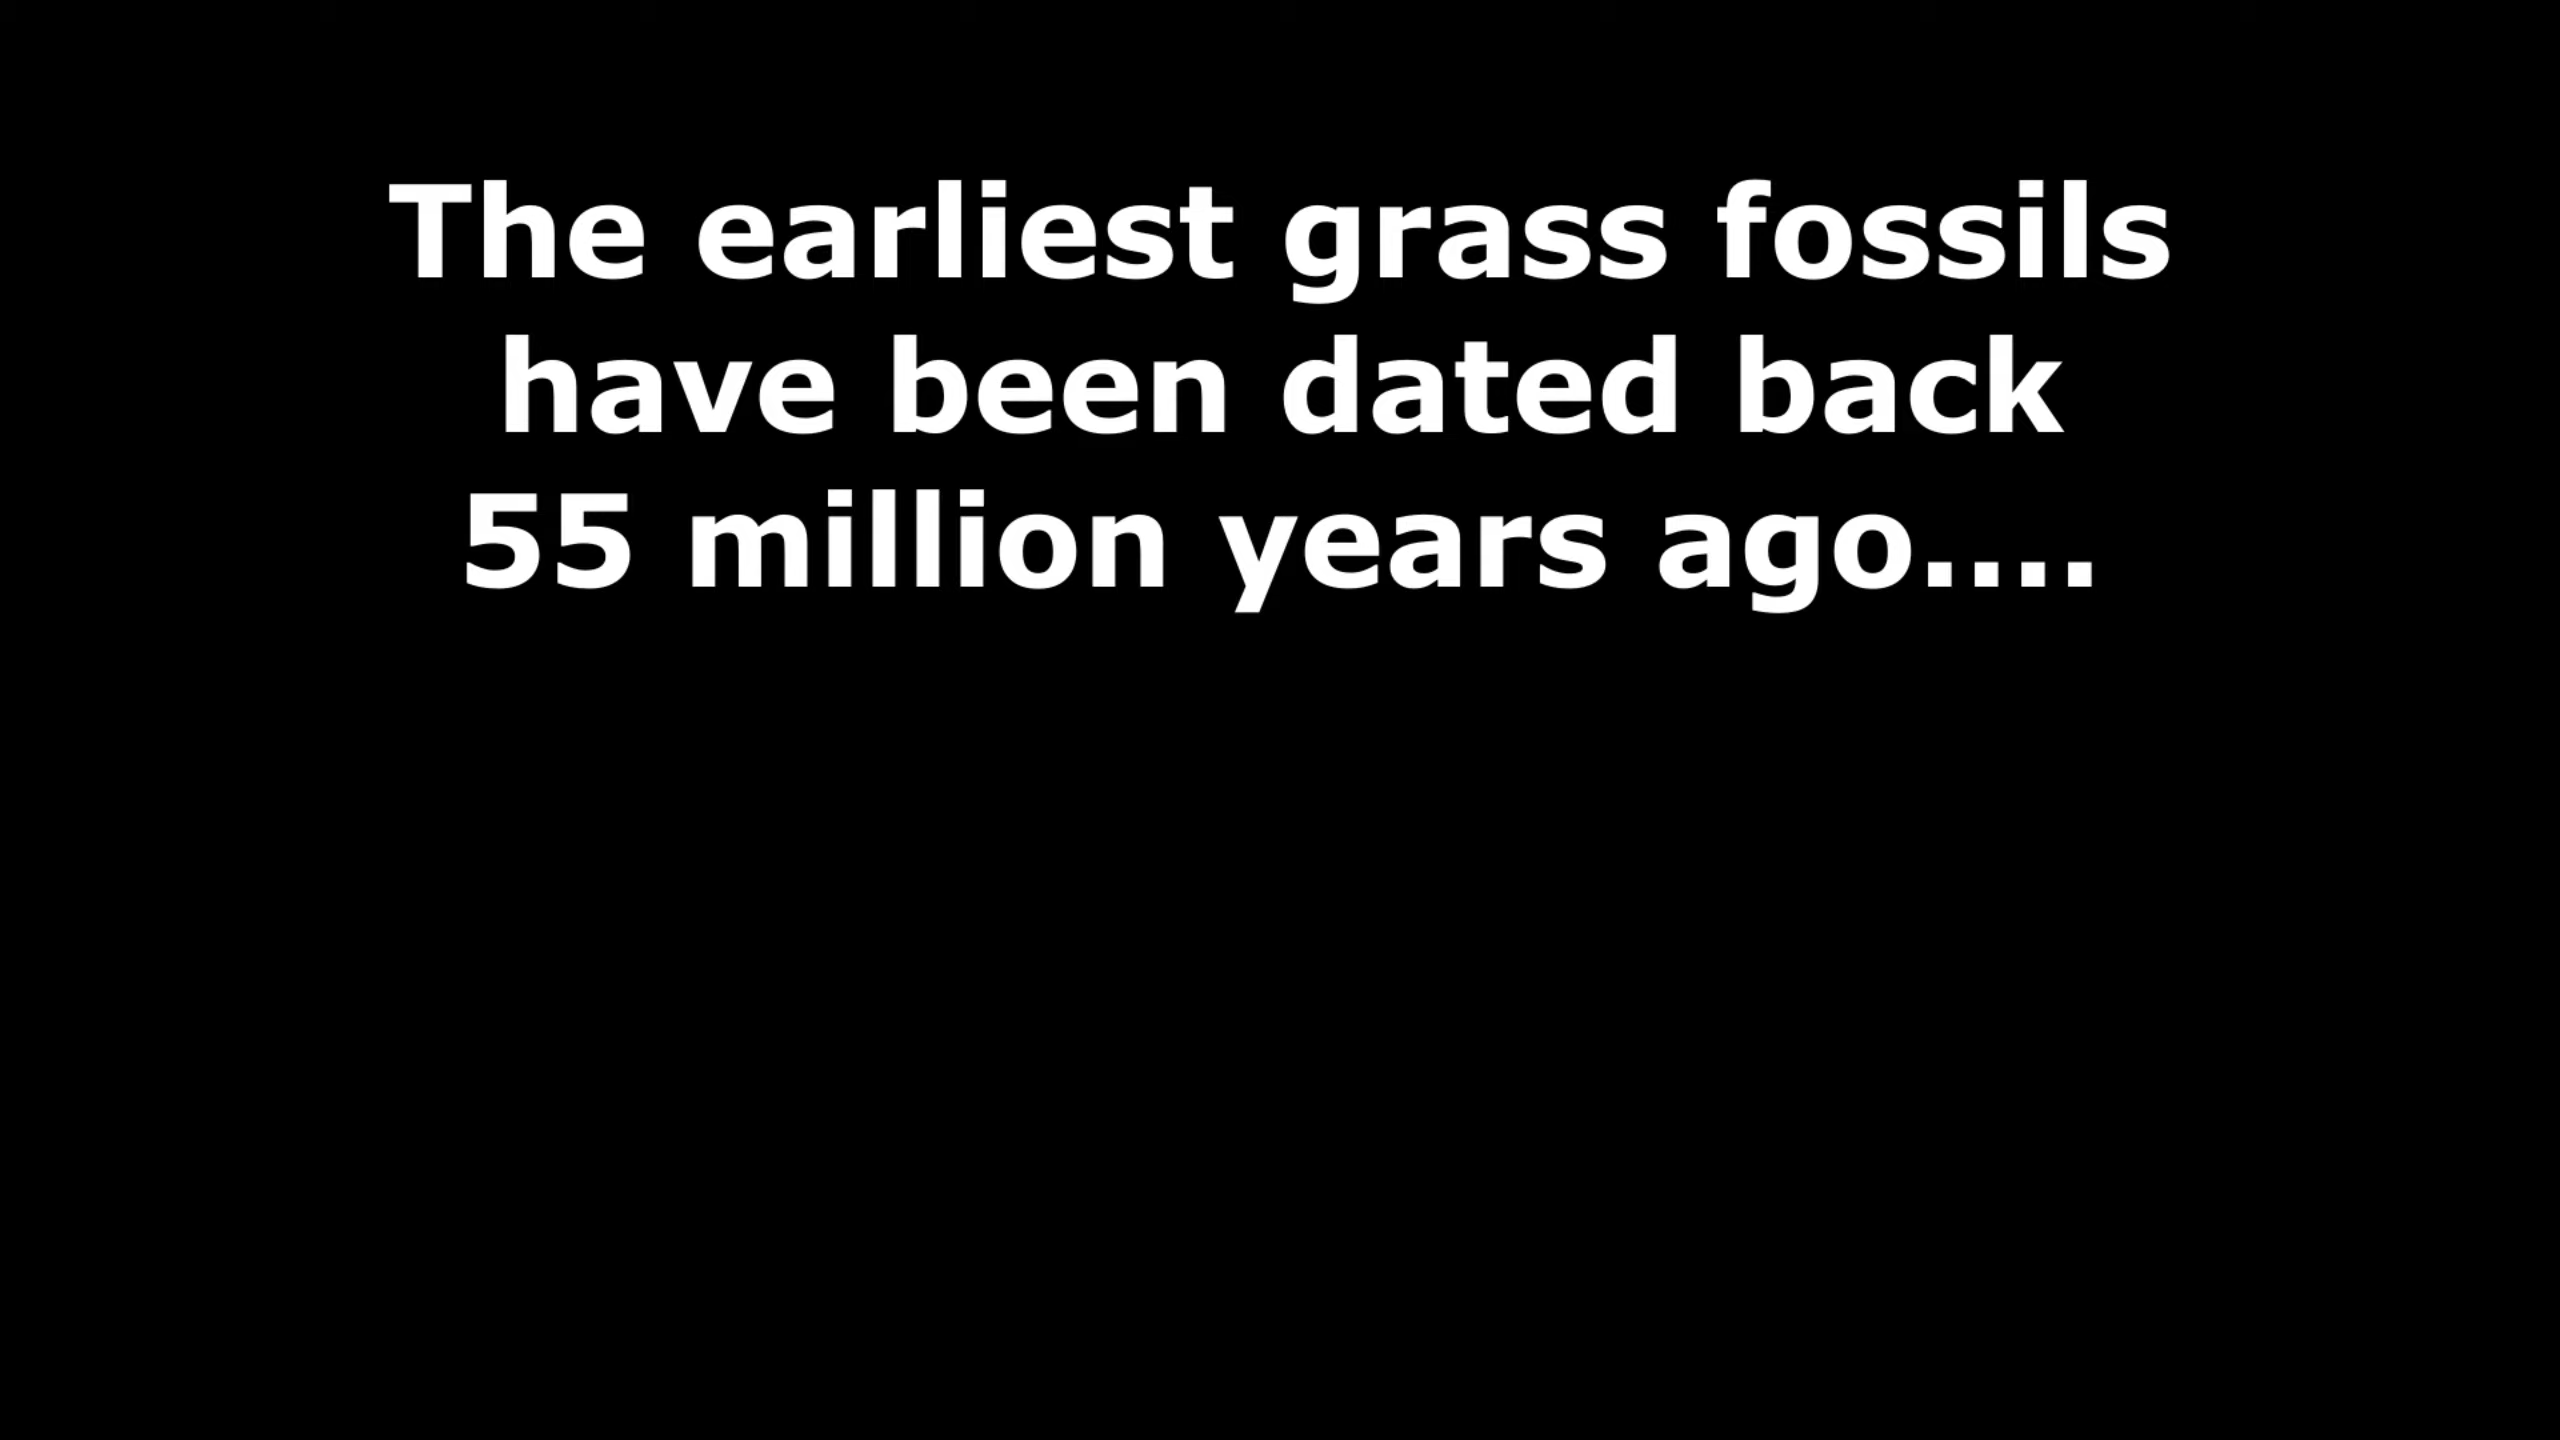 The earliest grass fossils
have been dated back
55 million years ago....